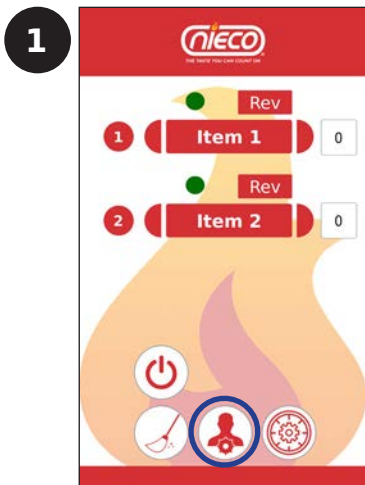 1
nieco
THE TASTE YOU CAN COUNT ON
Rev
1 Item 1 0
Rev
2 Item 2 0